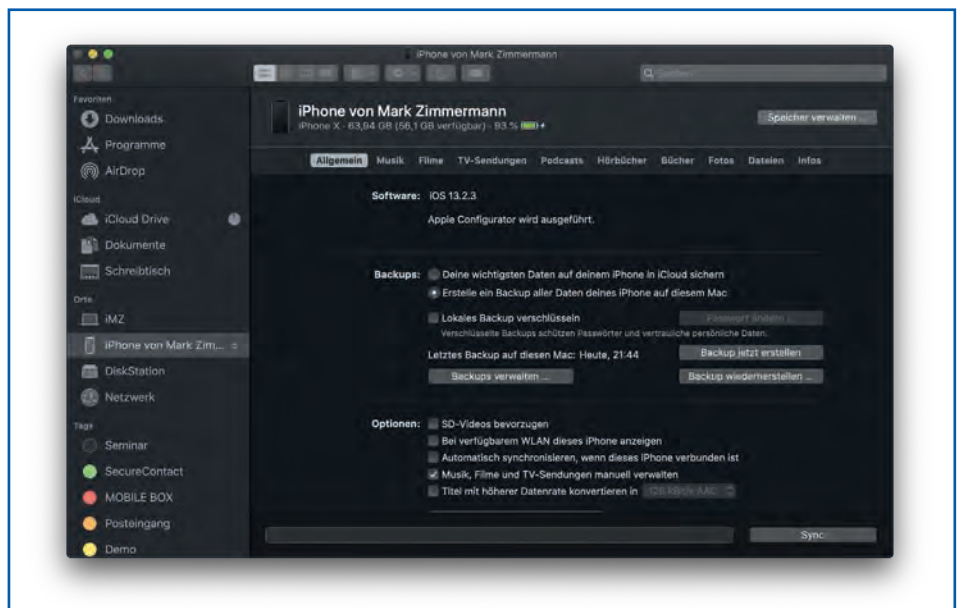 iPhone von Mark Zimmermann
Suchen
Favoriten
Downloads
Programme
AirDrop
iCloud
iCloud Drive
Dokumente
Schreibtisch
Orte
iMZ
iPhone von Mark Zim...
DiskStation
Netzwerk
Tags
Seminar
SecureContact
MOBILE BOX
Posteingang
Demo
iPhone von Mark Zimmermann
iPhone X - 63,94 GB (56,1 GB verfügbar) - 93 %
Speicher verwalten ...
Allgemein Musik Filme TV-Sendungen Podcasts Hörbücher Bücher Fotos Dateien Infos
Software: iOS 13.2.3
Apple Configurator wird ausgeführt.
Backups: Deine wichtigsten Daten auf deinem iPhone in iCloud sichern
Erstelle ein Backup aller Daten deines iPhone auf diesem Mac
Lokales Backup verschlüsseln Passwort ändern ...
Verschlüsselte Backups schützen Passwörter und vertrauliche persönliche Daten.
Letztes Backup auf diesen Mac: Heute, 21:44 Backup jetzt erstellen
Backups verwalten ... Backup wiederherstellen ...
Optionen: SD-Videos bevorzugen
Bei verfügbarem WLAN dieses iPhone anzeigen
Automatisch synchronisieren, wenn dieses iPhone verbunden ist
Musik, Filme und TV-Sendungen manuell verwalten
Titel mit höherer Datenrate konvertieren in 128 kBit/s AAC
Sync